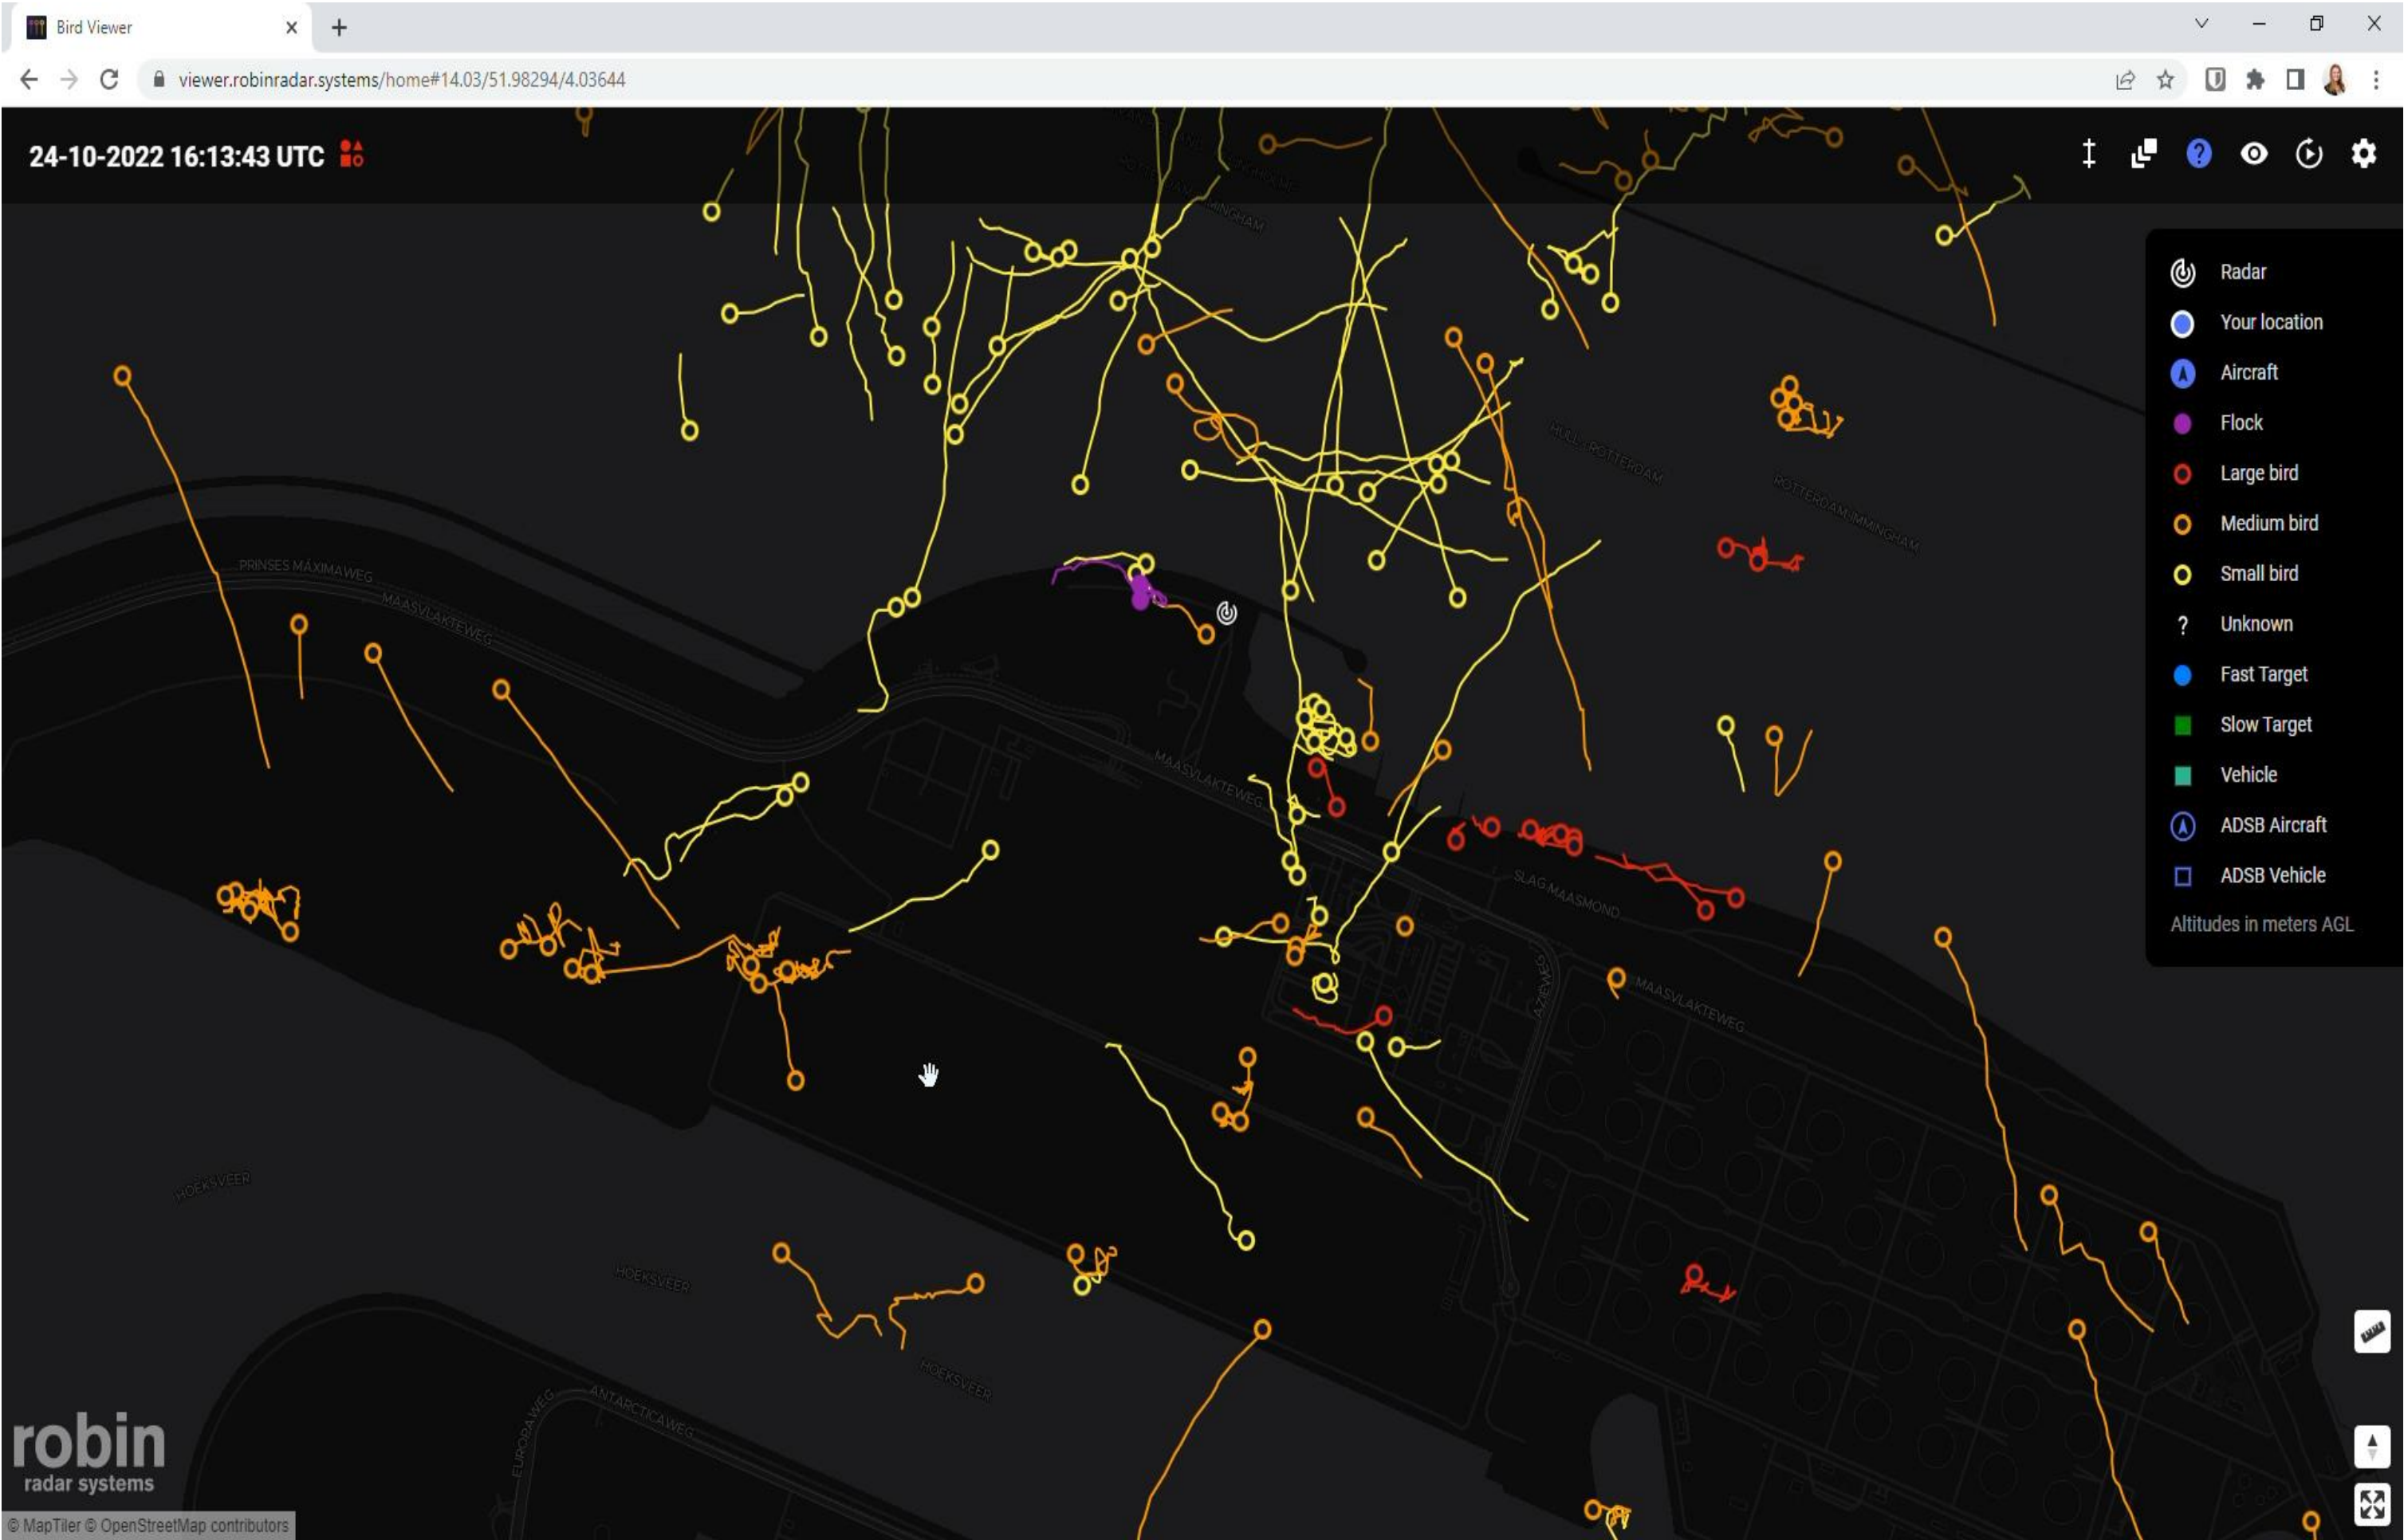 Bird Viewer
viewer.robinradar.systems/home#14.03/51.98294/4.03644
24-10-2022 16:13:43 UTC
Radar
Your location
Aircraft
Flock
Large bird
Medium bird
Small bird
? Unknown
Fast Target
Slow Target
Vehicle
ADSB Aircraft
ADSB Vehicle
Altitudes in meters AGL
HULL-ROTTERDAM
ROTTERDAM-IMMINGHAM
PRINSES MÁXIMAWEG
MAASVLAKTEWEG
MAASVLAKTEWEG
SLAG MAASMOND
AZIËWEG
MAASVLAKTEWEG
HOEKSVEER
HOEKSVEER
HOEKSVEER
EUROPAWEG
ANTARCTICAWEG
robin
radar systems
© MapTiler © OpenStreetMap contributors